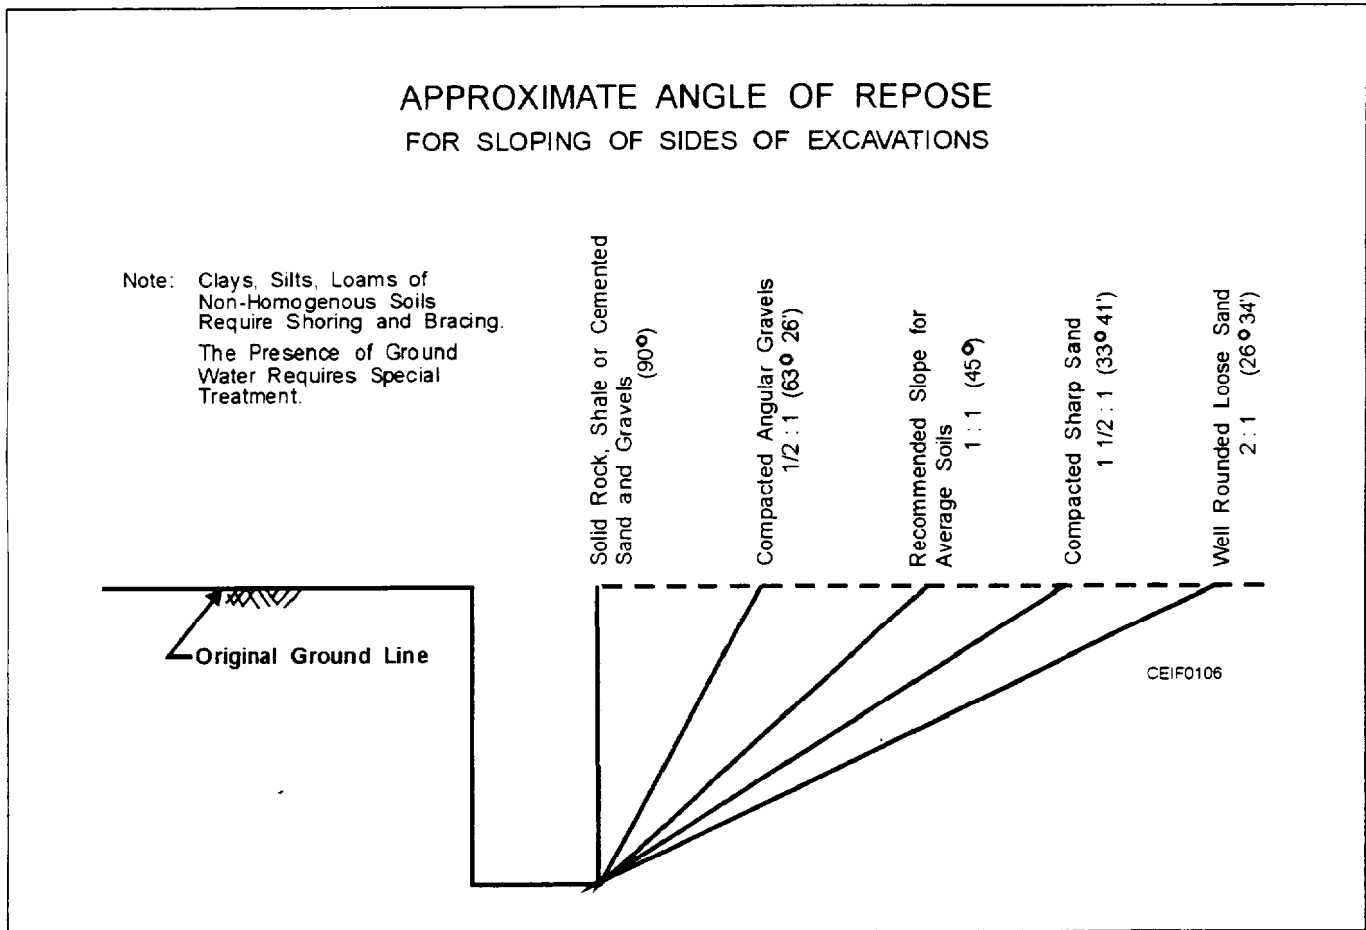 APPROXIMATE ANGLE OF REPOSE
FOR SLOPING OF SIDES OF EXCAVATIONS
Note: Clays, Silts, Loams of
Non-Homogenous Soils
Require Shoring and Bracing.
The Presence of Ground
Water Requires Special
Treatment.
Solid Rock, Shale or Cemented
Sand and Gravels
(90°)
Compacted Angular Gravels
1/2 : 1 (63° 26')
Recommended Slope for
Average Soils
1 : 1 (45°)
Compacted Sharp Sand
1 1/2 : 1 (33° 41')
Well Rounded Loose Sand
2 : 1 (26° 34')
Original Ground Line
CEIF0106